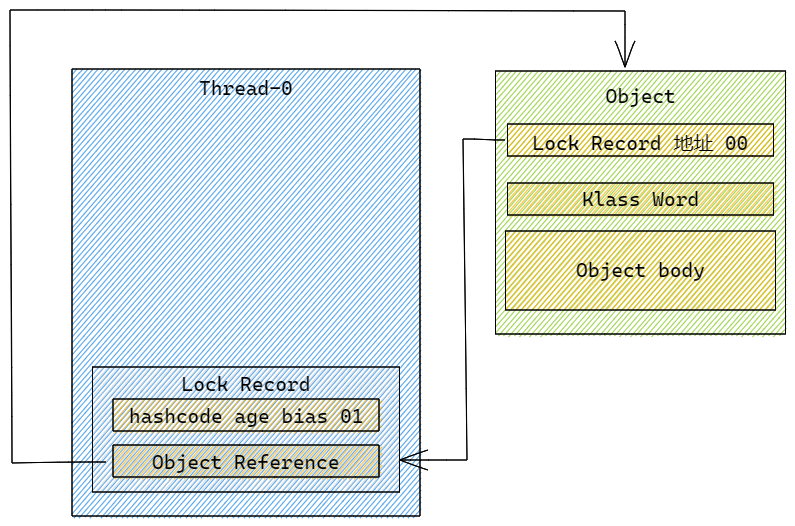 Thread-0
Lock Record
hashcode age bias 01
Object Reference
Object
Lock Record 地址 00
Klass Word
Object body